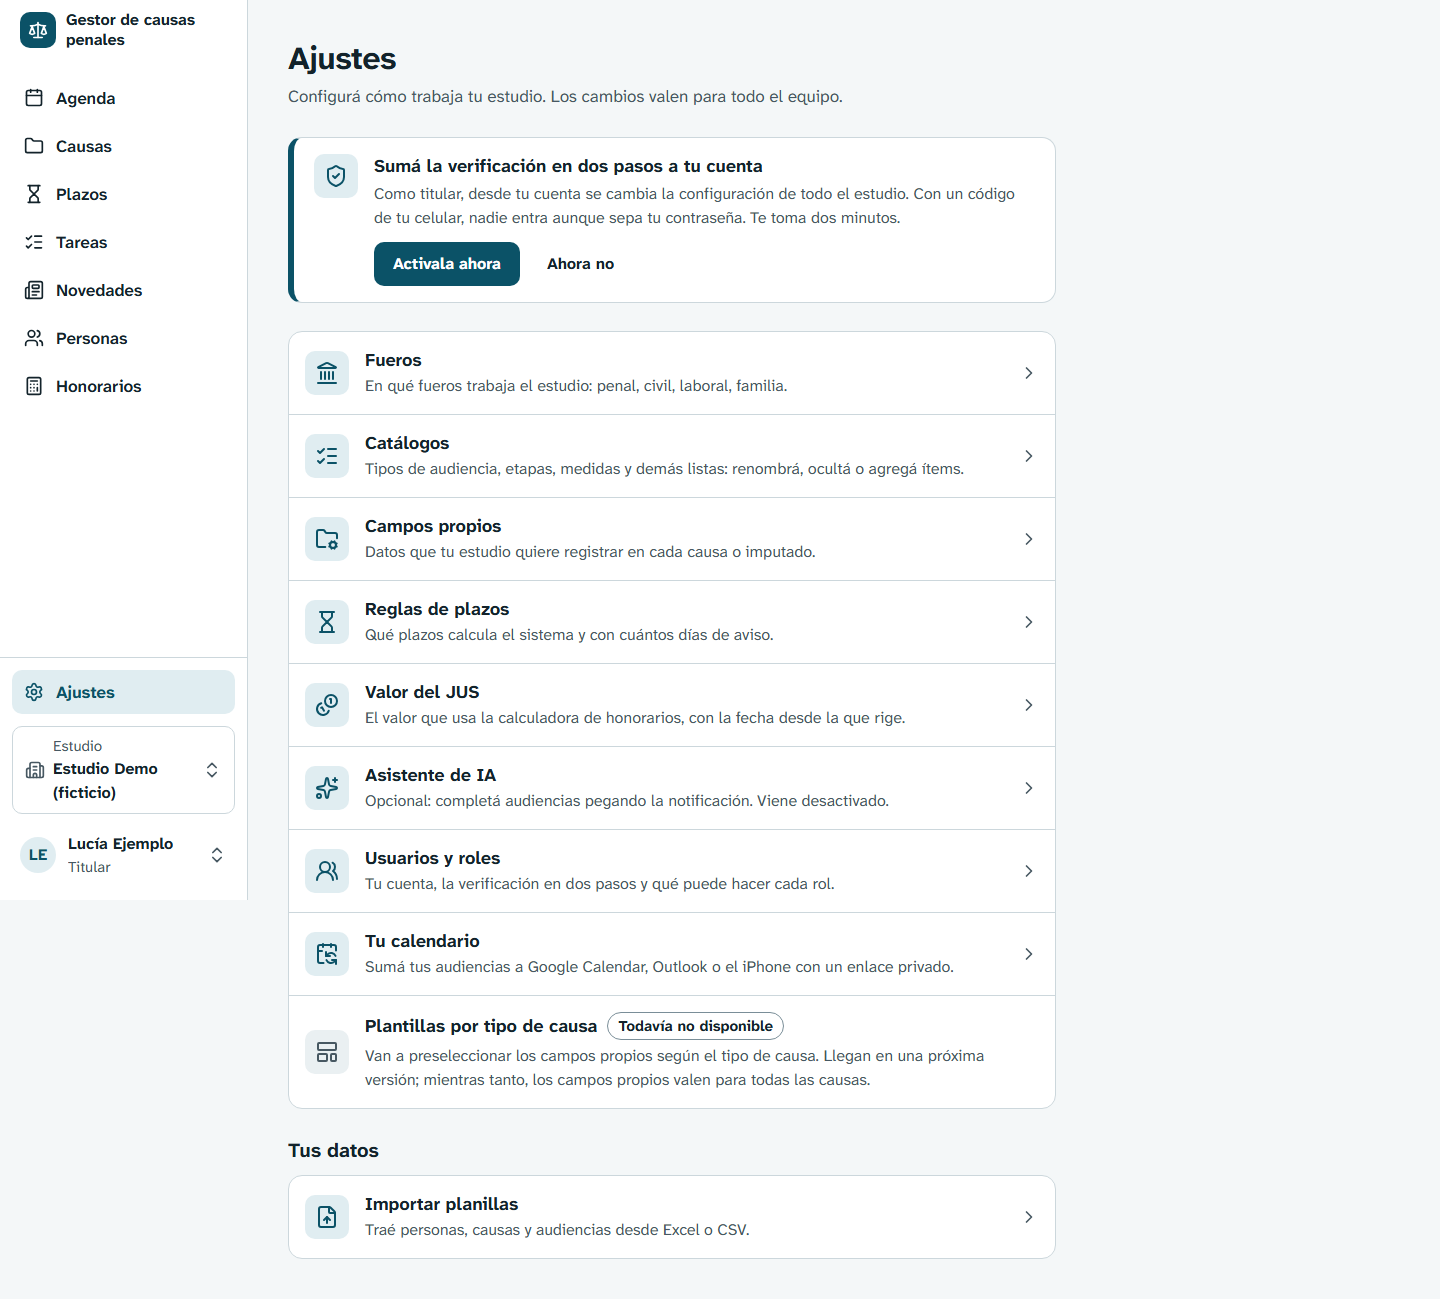 Gestor de causas
penales
Agenda
Causas
Plazos
Tareas
Novedades
Personas
Honorarios
Ajustes
Estudio
Estudio Demo
(ficticio)
LE
Lucía Ejemplo
Titular
Ajustes
Configurá cómo trabaja tu estudio. Los cambios valen para todo el equipo.
Sumá la verificación en dos pasos a tu cuenta
Como titular, desde tu cuenta se cambia la configuración de todo el estudio. Con un código
de tu celular, nadie entra aunque sepa tu contraseña. Te toma dos minutos.
Activala ahora
Ahora no
Fueros
En qué fueros trabaja el estudio: penal, civil, laboral, familia.
Catálogos
Tipos de audiencia, etapas, medidas y demás listas: renombrá, ocultá o agregá ítems.
Campos propios
Datos que tu estudio quiere registrar en cada causa o imputado.
Reglas de plazos
Qué plazos calcula el sistema y con cuántos días de aviso.
Valor del JUS
El valor que usa la calculadora de honorarios, con la fecha desde la que rige.
Asistente de IA
Opcional: completá audiencias pegando la notificación. Viene desactivado.
Usuarios y roles
Tu cuenta, la verificación en dos pasos y qué puede hacer cada rol.
Tu calendario
Sumá tus audiencias a Google Calendar, Outlook o el iPhone con un enlace privado.
Plantillas por tipo de causa
Todavía no disponible
Van a preseleccionar los campos propios según el tipo de causa. Llegan en una próxima
versión; mientras tanto, los campos propios valen para todas las causas.
Tus datos
Importar planillas
Traé personas, causas y audiencias desde Excel o CSV.